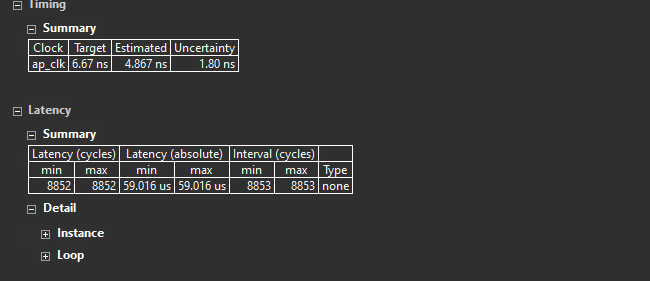 Timing
Summary
Clock Target Estimated Uncertainty
ap_clk 6.67 ns 4.867 ns 1.80 ns
Latency
Summary
Latency (cycles) Latency (absolute) Interval (cycles)
min max min max min max Type
8852 8852 59.016 us 59.016 us 8853 8853 none
Detail
Instance
Loop